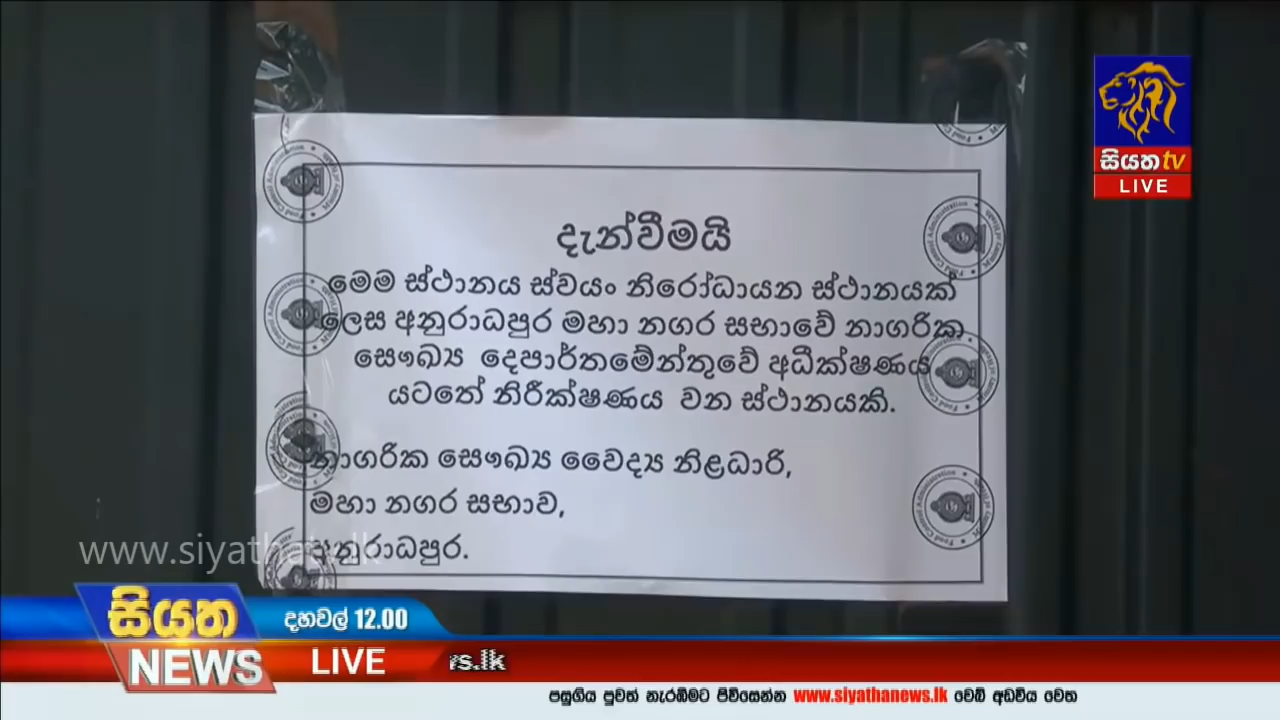 සියත tv
LIVE
දැන්වීමයි
මෙම ස්ථානය ස්වයං නිරෝධායන ස්ථානයක්
ලෙස අනුරාධපුර මහා නගර සභාවේ නාගරික
සෞඛ්‍ය දෙපාර්තමේන්තුවේ අධීක්ෂණය
යටතේ නිරීක්ෂණය වන ස්ථානයකි.
නාගරික සෞඛ්‍ය වෛද්‍ය නිළධාරි,
මහා නගර සභාව,
අනුරාධපුර.
සියත
NEWS
දහවල් 12.00
LIVE
rs.lk
පසුගිය පුවත් නැරඹීමට පිවිසෙන්න www.siyathanews.lk වෙබ් අඩවිය වෙත